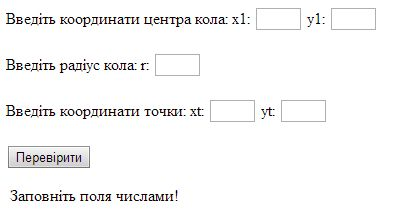 Введіть координати центра кола: x1: y1:
Введіть радіус кола: r:
Введіть координати точки: xt: yt:
Перевірити
Заповніть поля числами!